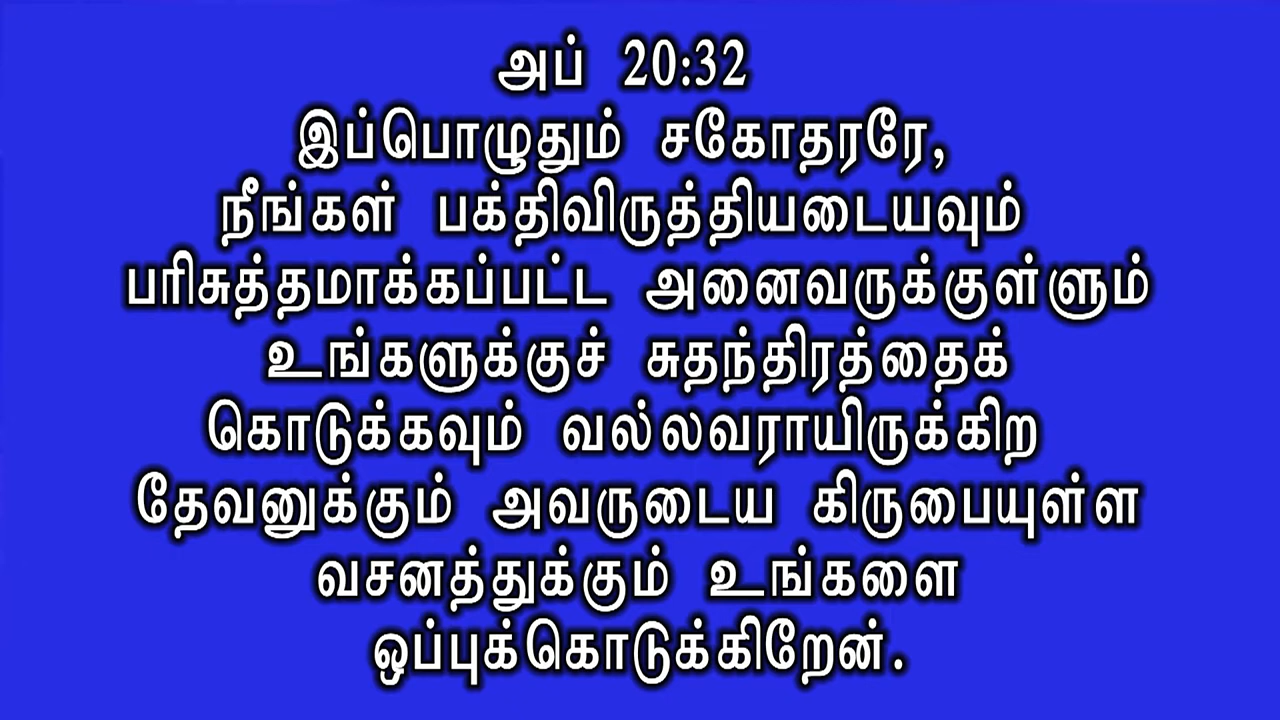 அப் 20:32
இப்பொழுதும் சகோதரரே,
நீங்கள் பக்திவிருத்தியடையவும்
பரிசுத்தமாக்கப்பட்ட அனைவருக்குள்ளும்
உங்களுக்குச் சுதந்திரத்தைக்
கொடுக்கவும் வல்லவராயிருக்கிற
தேவனுக்கும் அவருடைய கிருபையுள்ள
வசனத்துக்கும் உங்களை
ஒப்புக்கொடுக்கிறேன்.